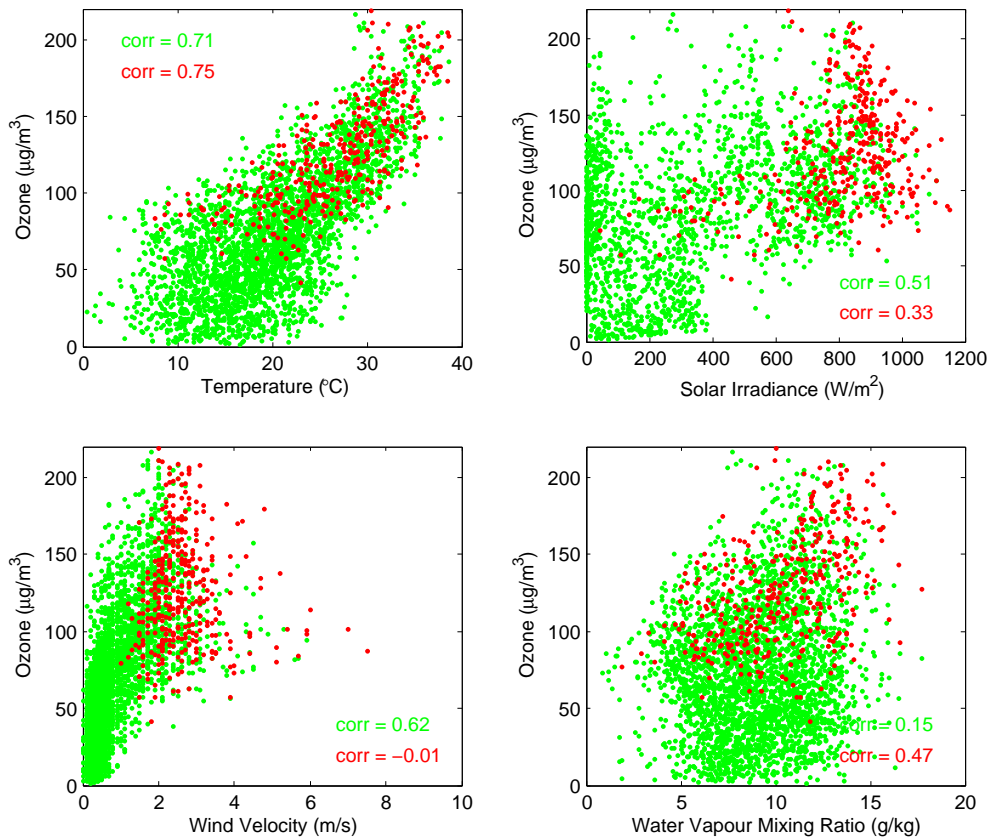 corr = 0.71
corr = 0.75
Ozone (μg/m³)
0
50
100
150
200
0
10
20
30
40
Temperature (°C)
corr = 0.51
corr = 0.33
Ozone (μg/m³)
0
50
100
150
200
0
200
400
600
800
1000
1200
Solar Irradiance (W/m²)
corr = 0.62
corr = −0.01
Ozone (μg/m³)
0
50
100
150
200
0
2
4
6
8
10
Wind Velocity (m/s)
corr = 0.15
corr = 0.47
Ozone (μg/m³)
0
50
100
150
200
0
5
10
15
20
Water Vapour Mixing Ratio (g/kg)